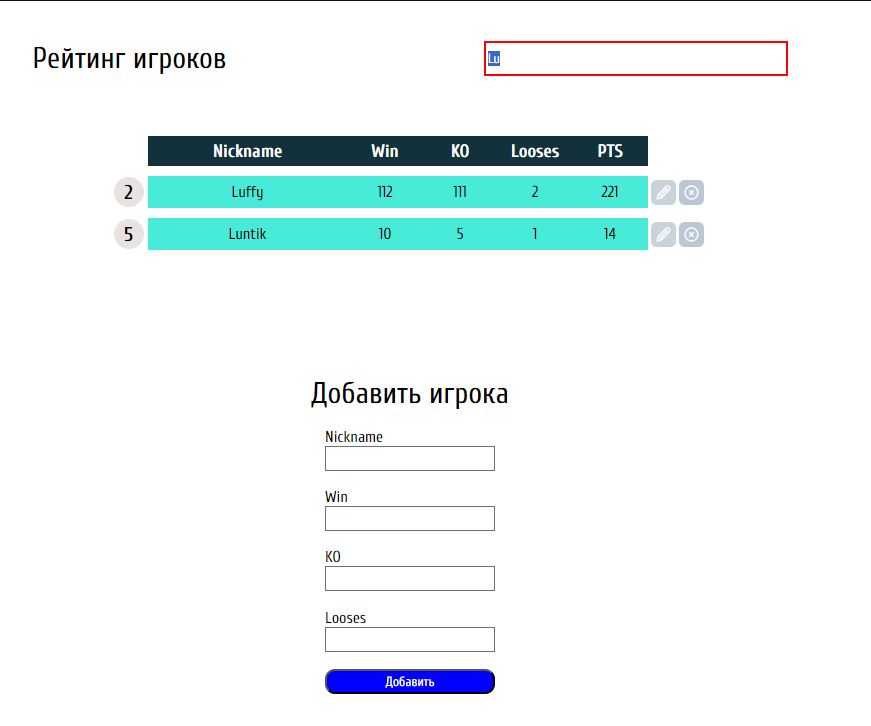 Рейтинг игроков
Lu
Nickname Win KO Looses PTS
2 Luffy 112 111 2 221
5 Luntik 10 5 1 14
Добавить игрока
Nickname
Win
KO
Looses
Добавить